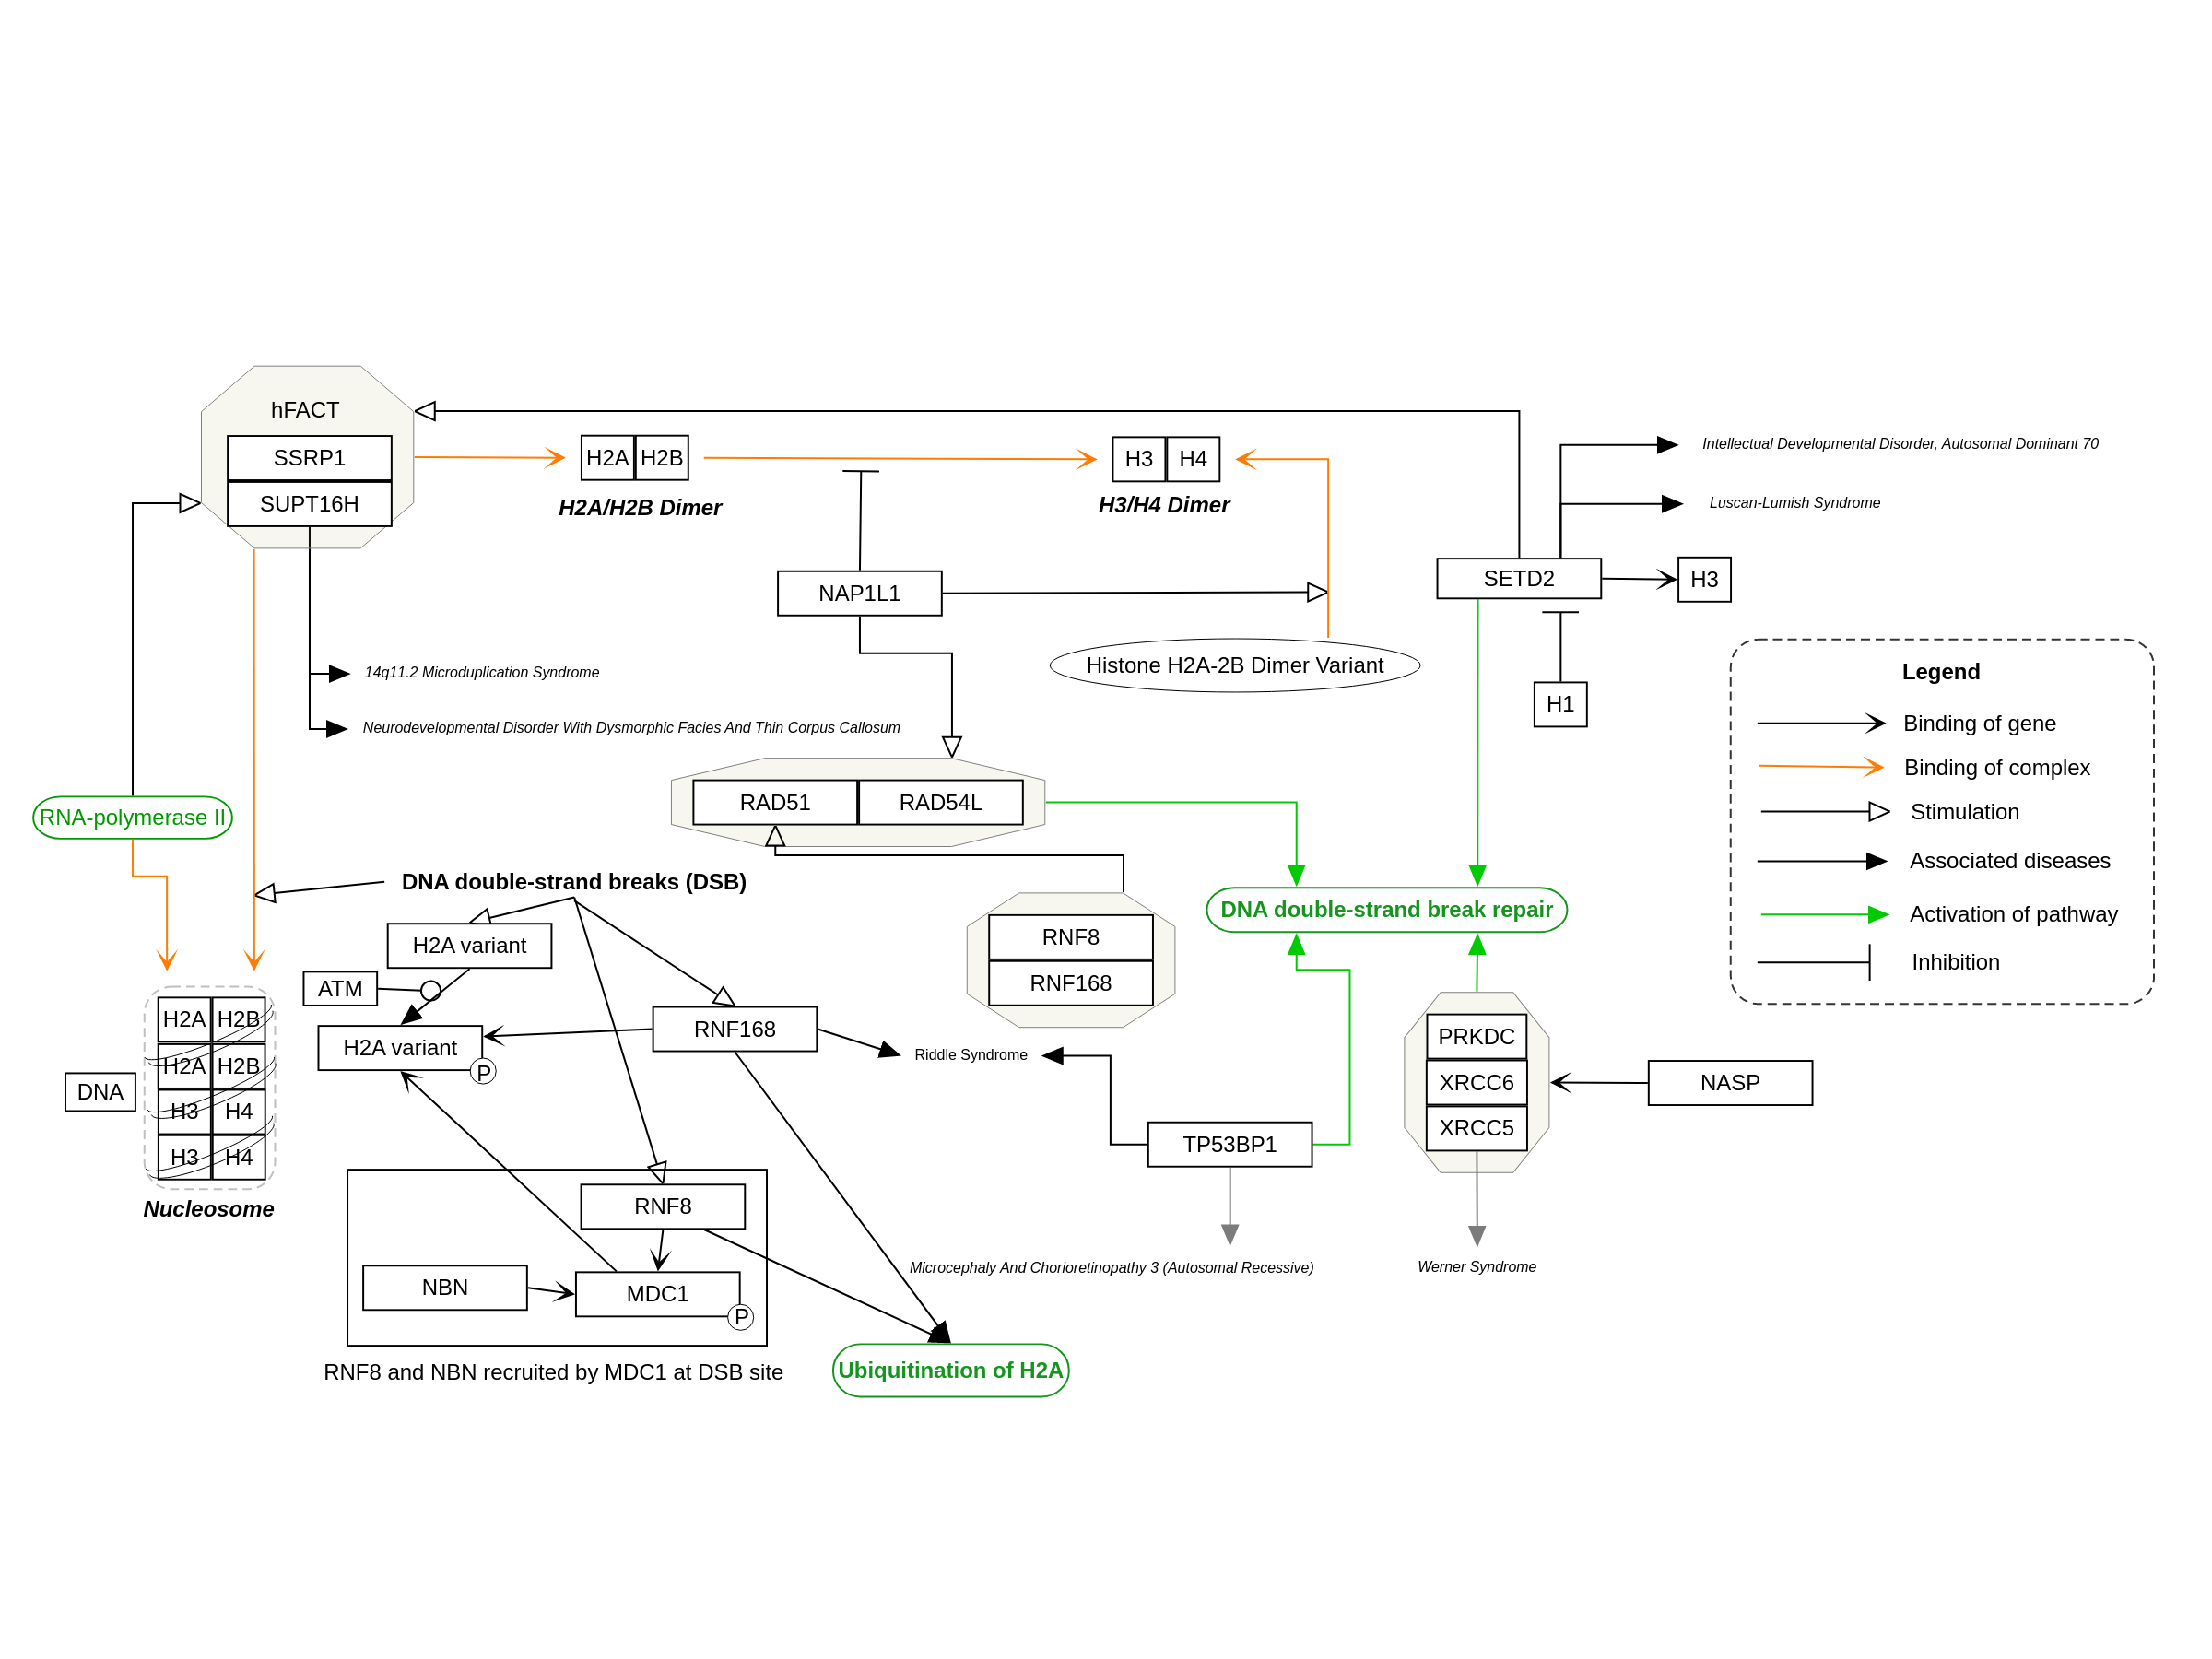 hFACT
SSRP1
SUPT16H
H2A
H2B
H2A/H2B Dimer
H3
H4
H3/H4 Dimer
Intellectual Developmental Disorder, Autosomal Dominant 70
Luscan-Lumish Syndrome
SETD2
H3
H1
NAP1L1
Histone H2A-2B Dimer Variant
14q11.2 Microduplication Syndrome
Neurodevelopmental Disorder With Dysmorphic Facies And Thin Corpus Callosum
Legend
Binding of gene
Binding of complex
Stimulation
Associated diseases
Activation of pathway
Inhibition
RNA-polymerase II
RAD51
RAD54L
DNA double-strand breaks (DSB)
DNA double-strand break repair
H2A variant
ATM
H2A variant
P
RNF168
RNF8
RNF168
Riddle Syndrome
TP53BP1
PRKDC
XRCC6
XRCC5
NASP
H2A
H2B
H2A
H2B
H3
H4
H3
H4
DNA
Nucleosome
RNF8
NBN
MDC1
P
RNF8 and NBN recruited by MDC1 at DSB site
Microcephaly And Chorioretinopathy 3 (Autosomal Recessive)
Werner Syndrome
Ubiquitination of H2A